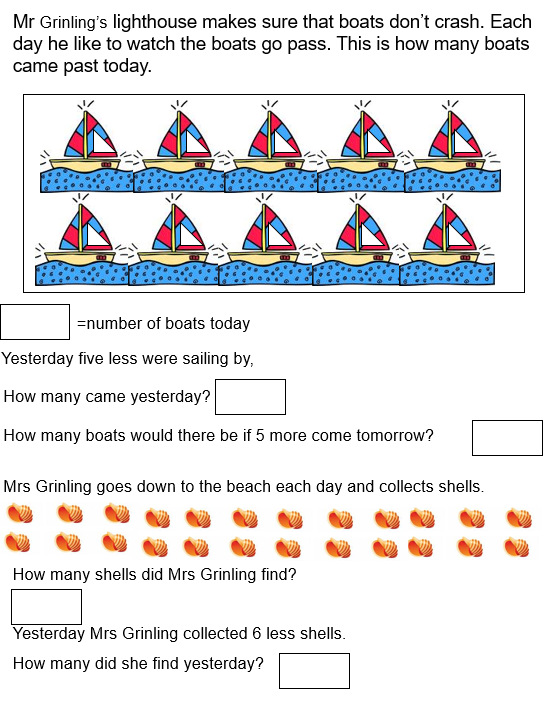 Mr Grinling's lighthouse makes sure that boats don't crash. Each
day he like to watch the boats go pass. This is how many boats
came past today.
=number of boats today
Yesterday five less were sailing by,
How many came yesterday?
How many boats would there be if 5 more come tomorrow?
Mrs Grinling goes down to the beach each day and collects shells.
How many shells did Mrs Grinling find?
Yesterday Mrs Grinling collected 6 less shells.
How many did she find yesterday?